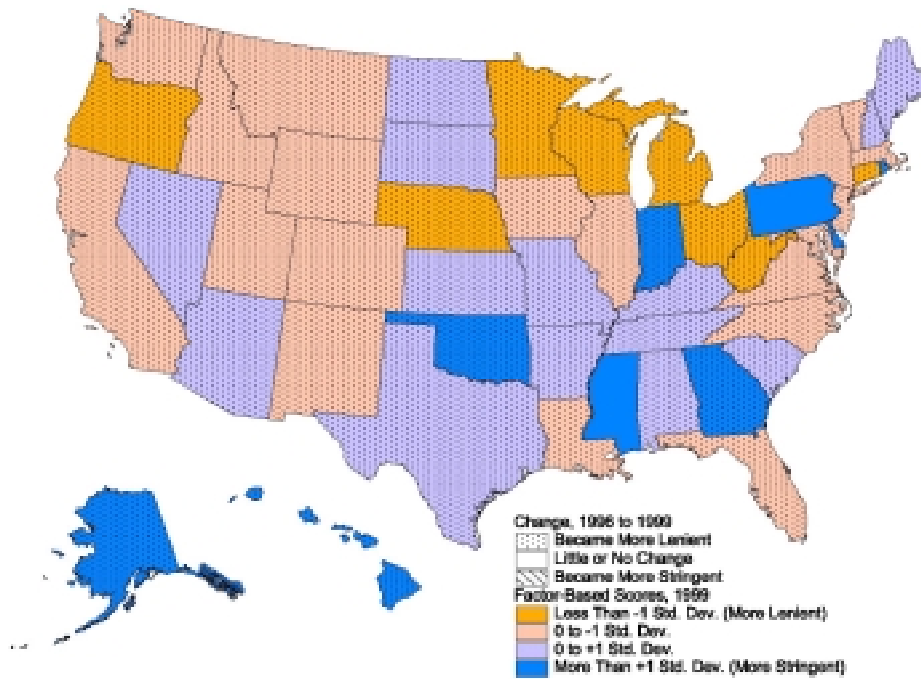 Change, 1996 to 1999
Became More Lenient
Little or No Change
Became More Stringent
Factor-Based Scores, 1999
Less Than -1 Std. Dev. (More Lenient)
0 to -1 Std. Dev.
0 to +1 Std. Dev.
More Than +1 Std. Dev. (More Stringent)